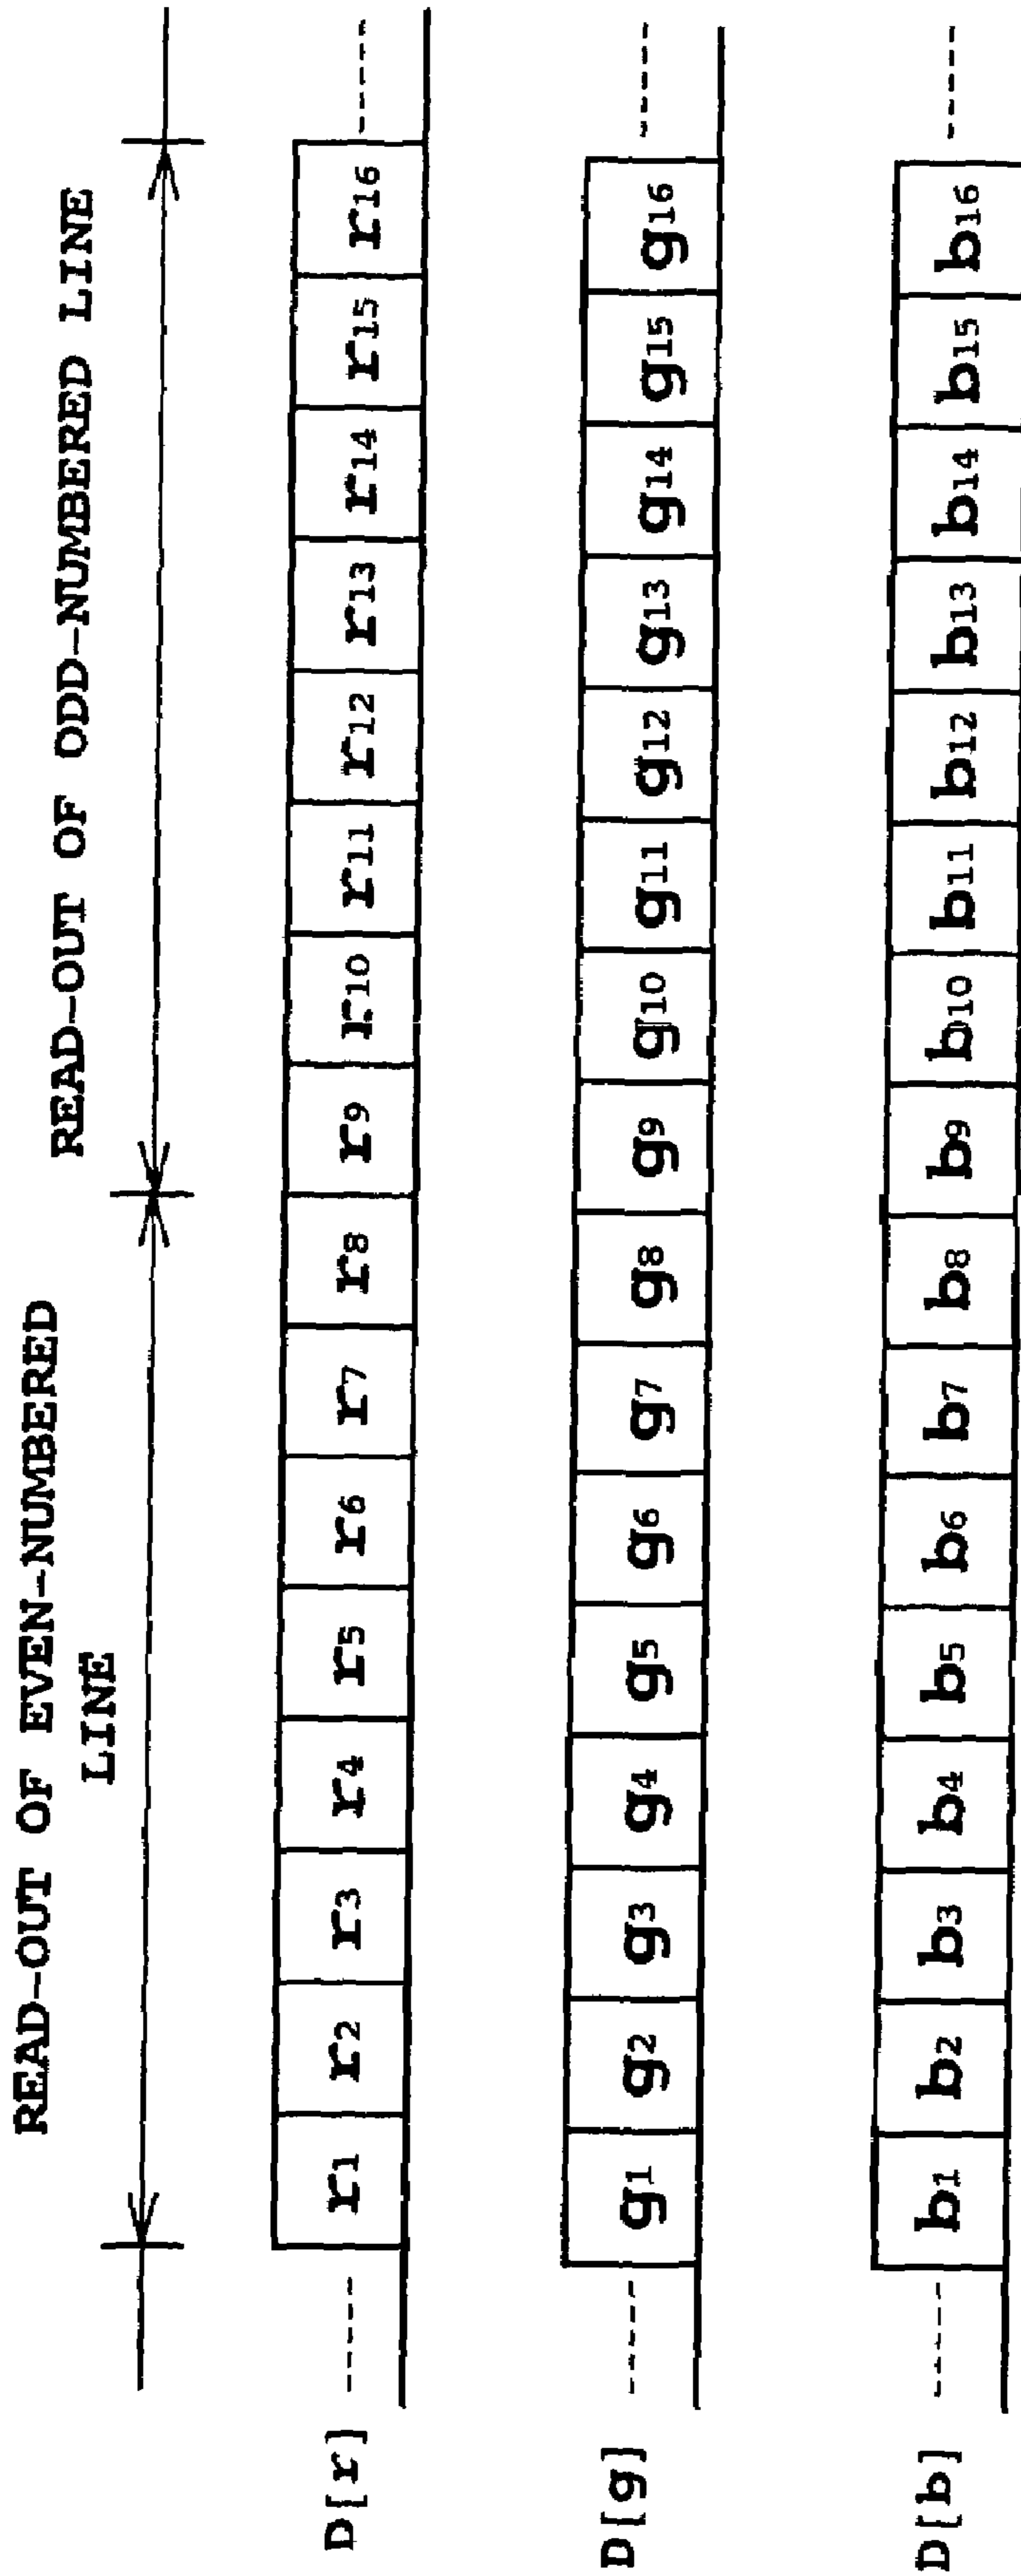 READ-OUT OF EVEN-NUMBERED
LINE
READ-OUT OF ODD-NUMBERED LINE
D[r] ----- r1 r2 r3 r4 r5 r6 r7 r8 r9 r10 r11 r12 r13 r14 r15 r16 -----
D[g] ----- g1 g2 g3 g4 g5 g6 g7 g8 g9 g10 g11 g12 g13 g14 g15 g16 -----
D[b] ----- b1 b2 b3 b4 b5 b6 b7 b8 b9 b10 b11 b12 b13 b14 b15 b16 -----